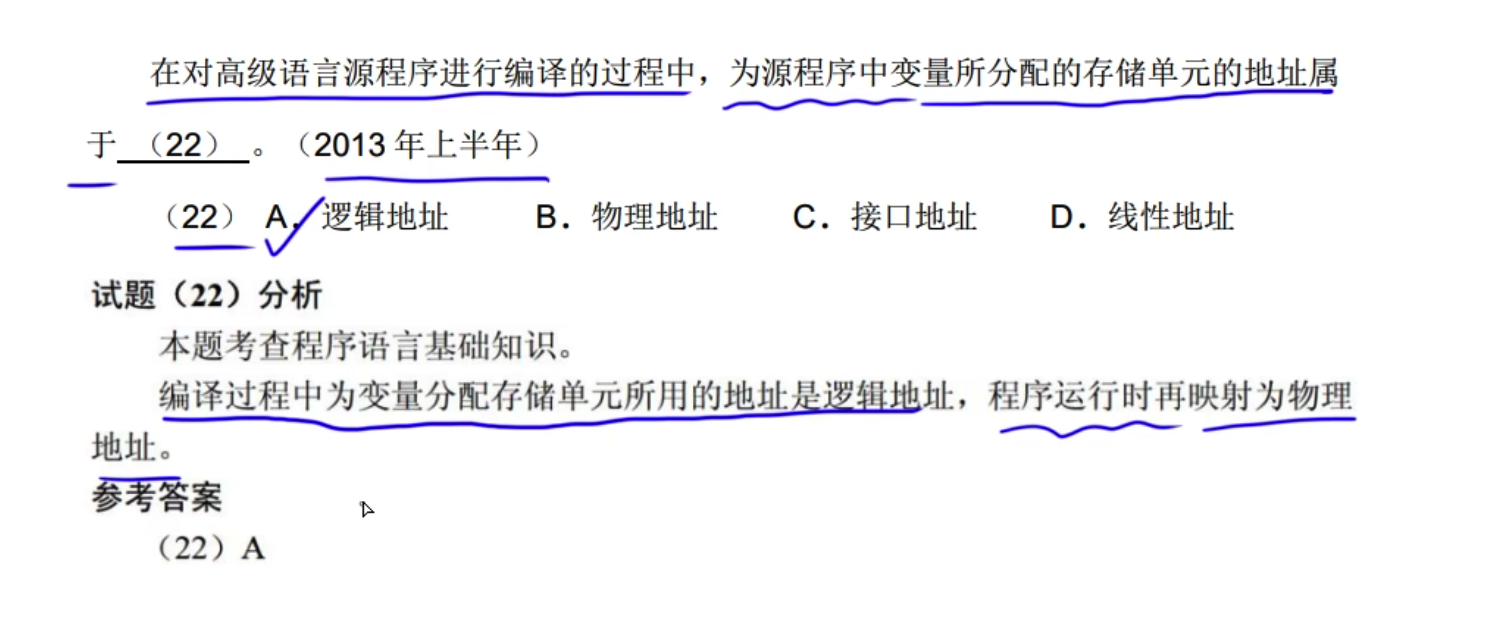 在对高级语言源程序进行编译的过程中，为源程序中变量所分配的存储单元的地址属
于（22）。（2013 年上半年）
（22） A．逻辑地址 B．物理地址 C．接口地址 D．线性地址
试题（22）分析
本题考查程序语言基础知识。
编译过程中为变量分配存储单元所用的地址是逻辑地址，程序运行时再映射为物理
地址。
参考答案
（22）A